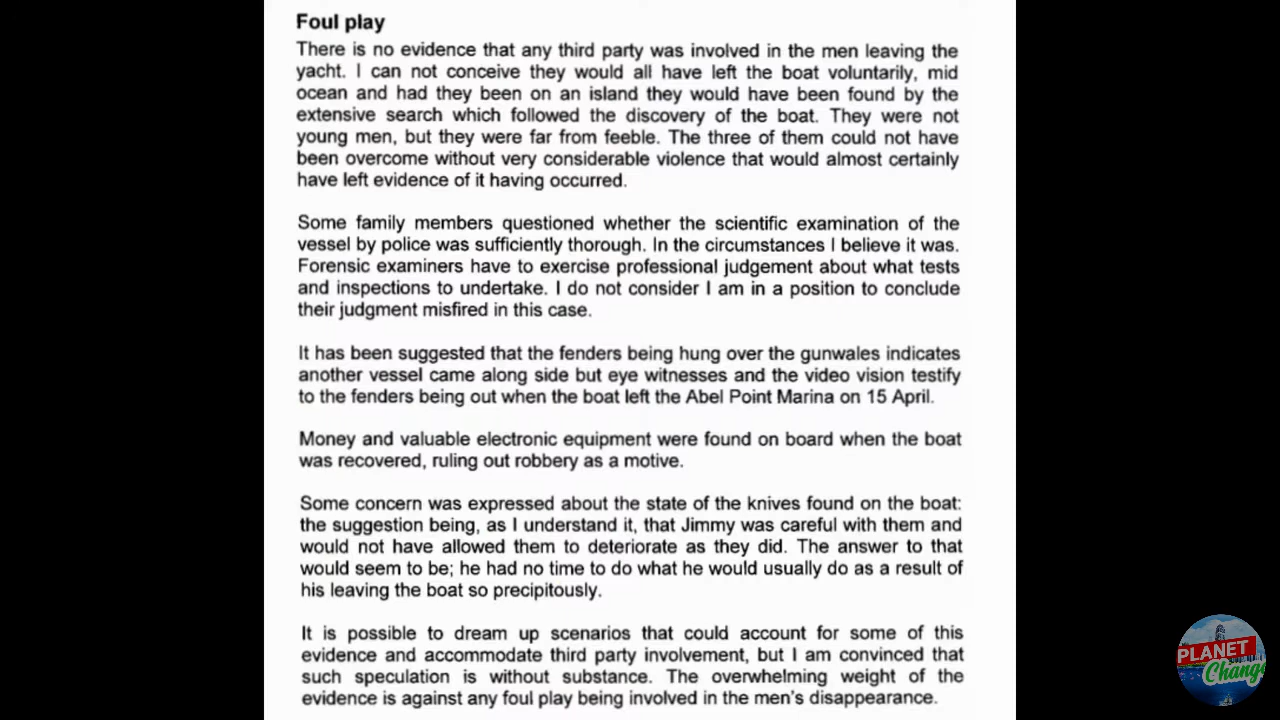 Foul play
There is no evidence that any third party was involved in the men leaving the
yacht. I can not conceive they would all have left the boat voluntarily, mid
ocean and had they been on an island they would have been found by the
extensive search which followed the discovery of the boat. They were not
young men, but they were far from feeble. The three of them could not have
been overcome without very considerable violence that would almost certainly
have left evidence of it having occurred.
Some family members questioned whether the scientific examination of the
vessel by police was sufficiently thorough. In the circumstances I believe it was.
Forensic examiners have to exercise professional judgement about what tests
and inspections to undertake. I do not consider I am in a position to conclude
their judgment misfired in this case.
It has been suggested that the fenders being hung over the gunwales indicates
another vessel came along side but eye witnesses and the video vision testify
to the fenders being out when the boat left the Abel Point Marina on 15 April.
Money and valuable electronic equipment were found on board when the boat
was recovered, ruling out robbery as a motive.
Some concern was expressed about the state of the knives found on the boat:
the suggestion being, as I understand it, that Jimmy was careful with them and
would not have allowed them to deteriorate as they did. The answer to that
would seem to be; he had no time to do what he would usually do as a result of
his leaving the boat so precipitously.
It is possible to dream up scenarios that could account for some of this
evidence and accommodate third party involvement, but I am convinced that
such speculation is without substance. The overwhelming weight of the
evidence is against any foul play being involved in the men's disappearance.
PLANET
Change